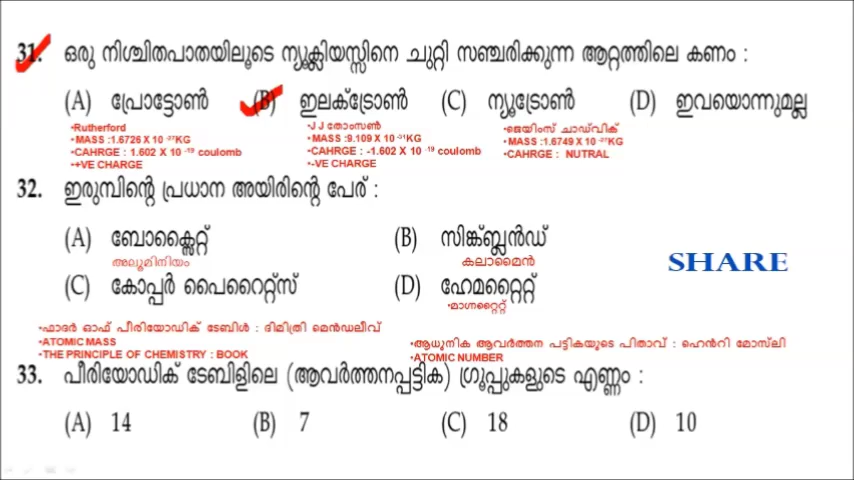 31. ഒരു നിശ്ചിതപാതയിലൂടെ ന്യൂക്ലിയസ്സിനെ ചുറ്റി സഞ്ചരിക്കുന്ന ആറ്റത്തിലെ കണം :
(A) പ്രോട്ടോൺ (B) ഇലക്ട്രോൺ (C) ന്യൂട്രോൺ (D) ഇവയൊന്നുമല്ല
•Rutherford •J J തോംസൺ •ജെയിംസ് ചാഡ്‌വിക്
•MASS :1.6726 X 10 -27KG •MASS :9.109 X 10 -31KG •MASS :1.6749 X 10 -27KG
•CAHRGE : 1.602 X 10 -19 coulomb •CAHRGE : -1.602 X 10 -19 coulomb •CAHRGE : NUTRAL
•+VE CHARGE •-VE CHARGE
32. ഇരുമ്പിന്റെ പ്രധാന അയിരിന്റെ പേര് :
(A) ബോക്സൈറ്റ് (B) സിങ്ക്ബ്ലൻഡ്
അലൂമിനിയം കലാമൈൻ
SHARE
(C) കോപ്പർ പൈറൈറ്റ്സ് (D) ഹേമറ്റൈറ്റ്
•മാഗ്നറ്റൈറ്റ്
•ഫാദർ ഓഫ് പീരിയോഡിക് ടേബിൾ : ദിമിത്രി മെൻഡലീവ്
•ATOMIC MASS •ആധുനിക ആവർത്തന പട്ടികയുടെ പിതാവ് : ഹെൻറി മോസ്‌ലി
•THE PRINCIPLE OF CHEMISTRY : BOOK •ATOMIC NUMBER
33. പീരിയോഡിക് ടേബിളിലെ (ആവർത്തനപ്പട്ടിക) ഗ്രൂപ്പുകളുടെ എണ്ണം :
(A) 14 (B) 7 (C) 18 (D) 10